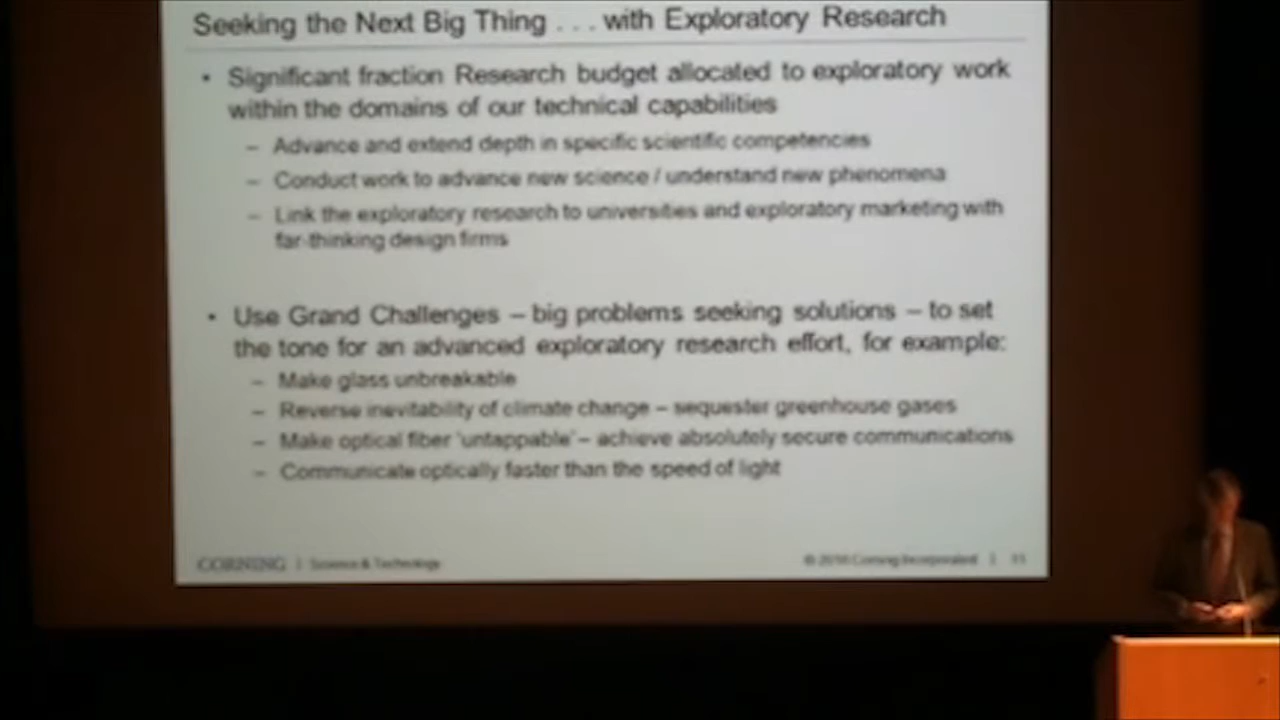 Seeking the Next Big Thing . . . with Exploratory Research
• Significant fraction Research budget allocated to exploratory work
within the domains of our technical capabilities
– Advance and extend depth in specific scientific competencies
– Conduct work to advance new science / understand new phenomena
– Link the exploratory research to universities and exploratory marketing with
far-thinking design firms
• Use Grand Challenges – big problems seeking solutions – to set
the tone for an advanced exploratory research effort, for example:
– Make glass unbreakable
– Reverse inevitability of climate change – sequester greenhouse gases
– Make optical fiber 'untappable' – achieve absolutely secure communications
– Communicate optically faster than the speed of light
CORNING | Science & Technology
© 2010 Corning Incorporated | 11